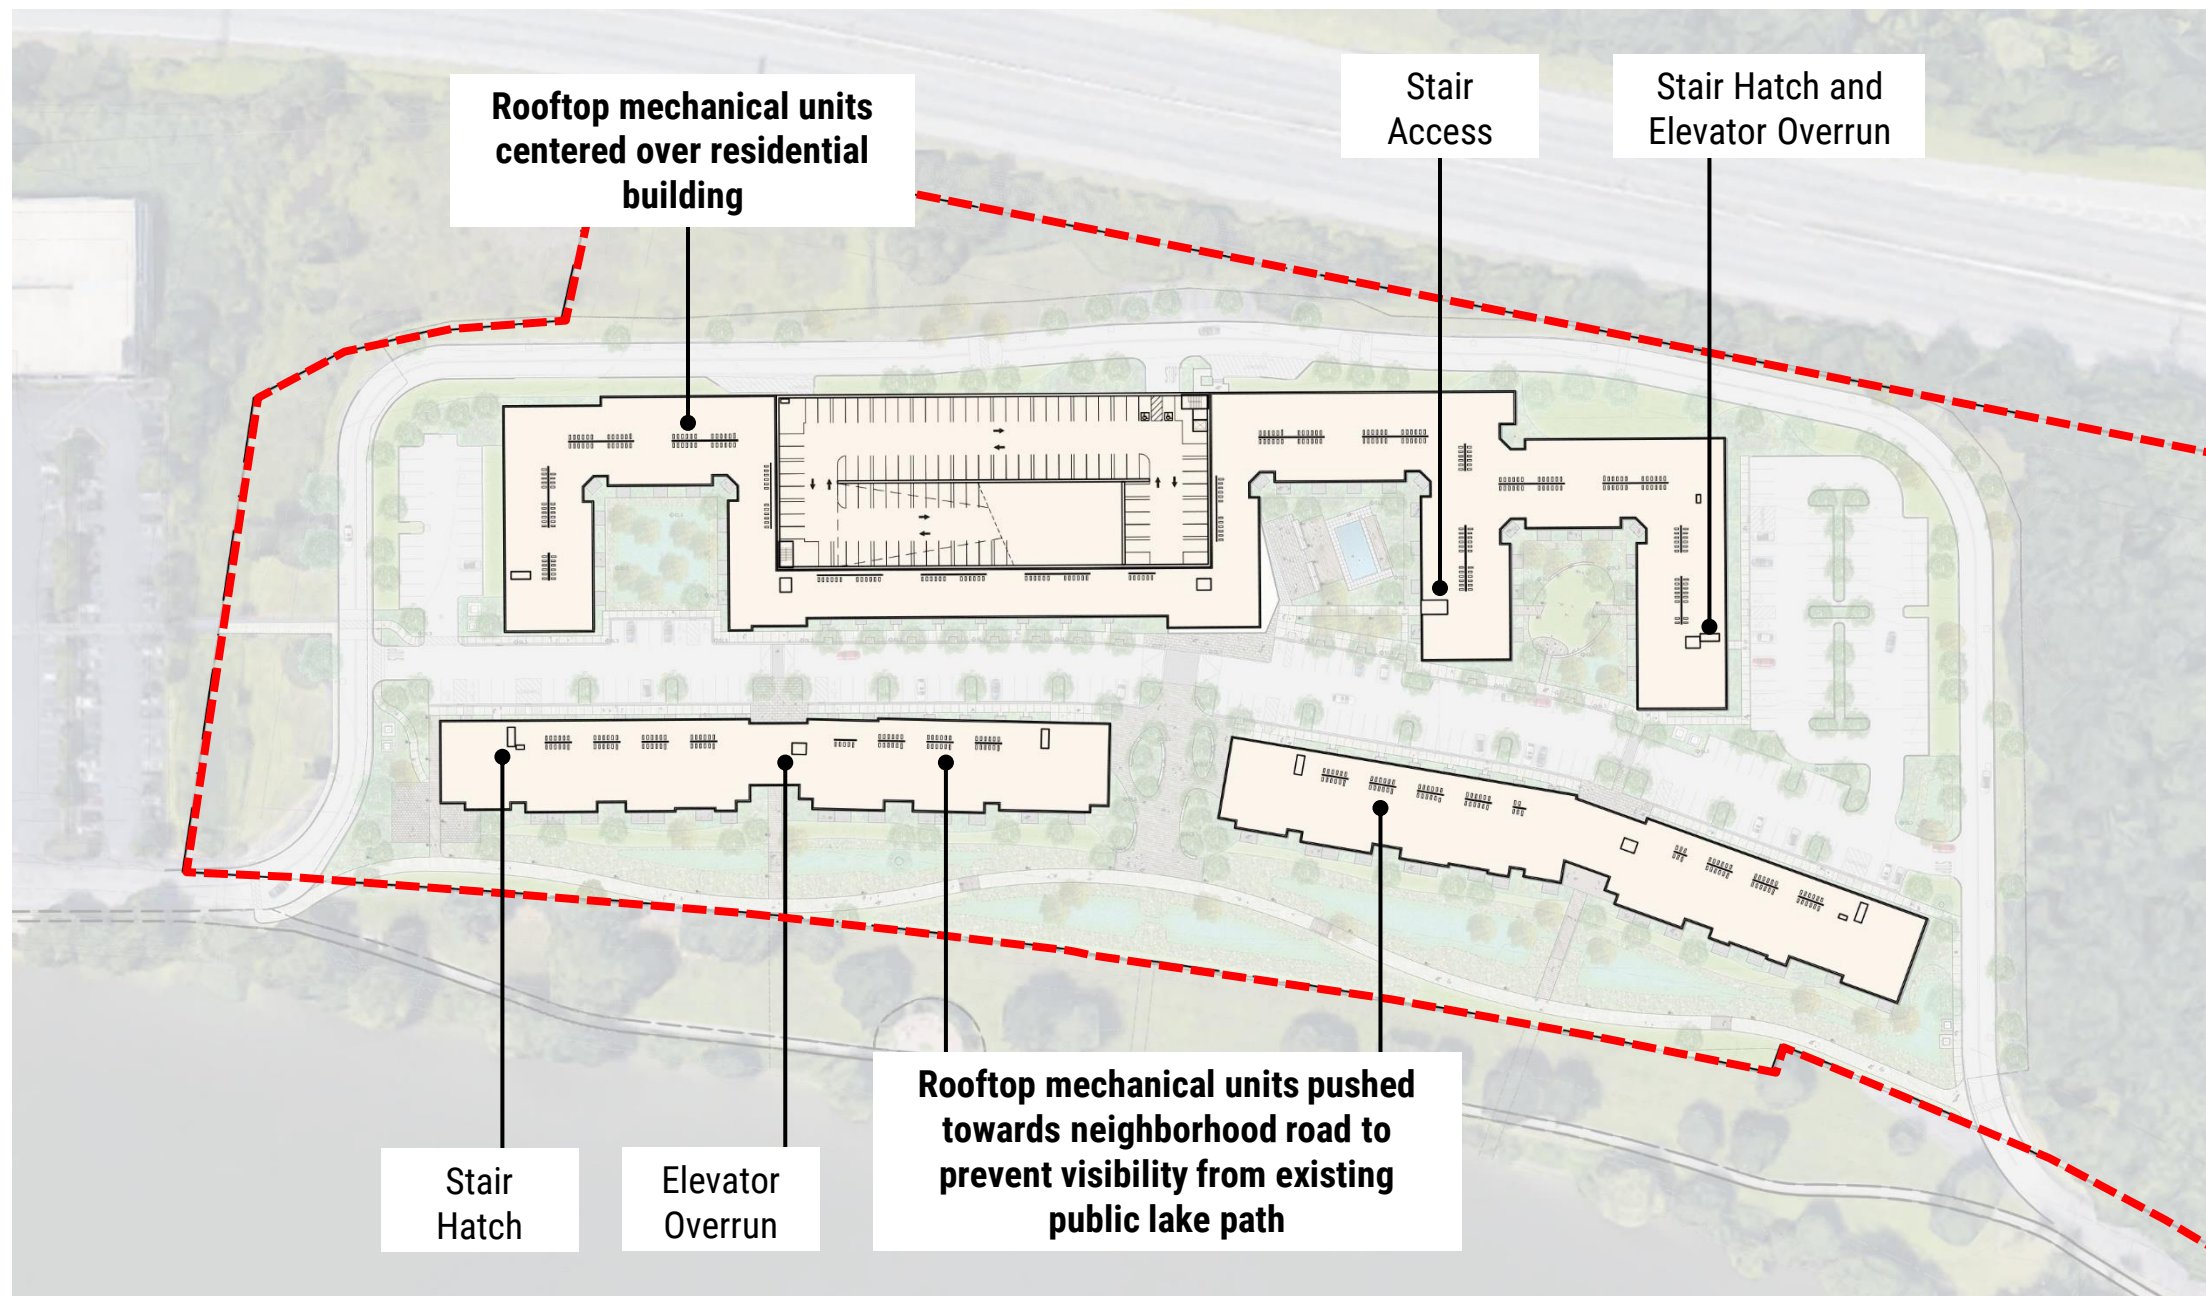 Rooftop mechanical units
centered over residential
building
Stair
Access
Stair Hatch and
Elevator Overrun
Stair
Hatch
Elevator
Overrun
Rooftop mechanical units pushed
towards neighborhood road to
prevent visibility from existing
public lake path